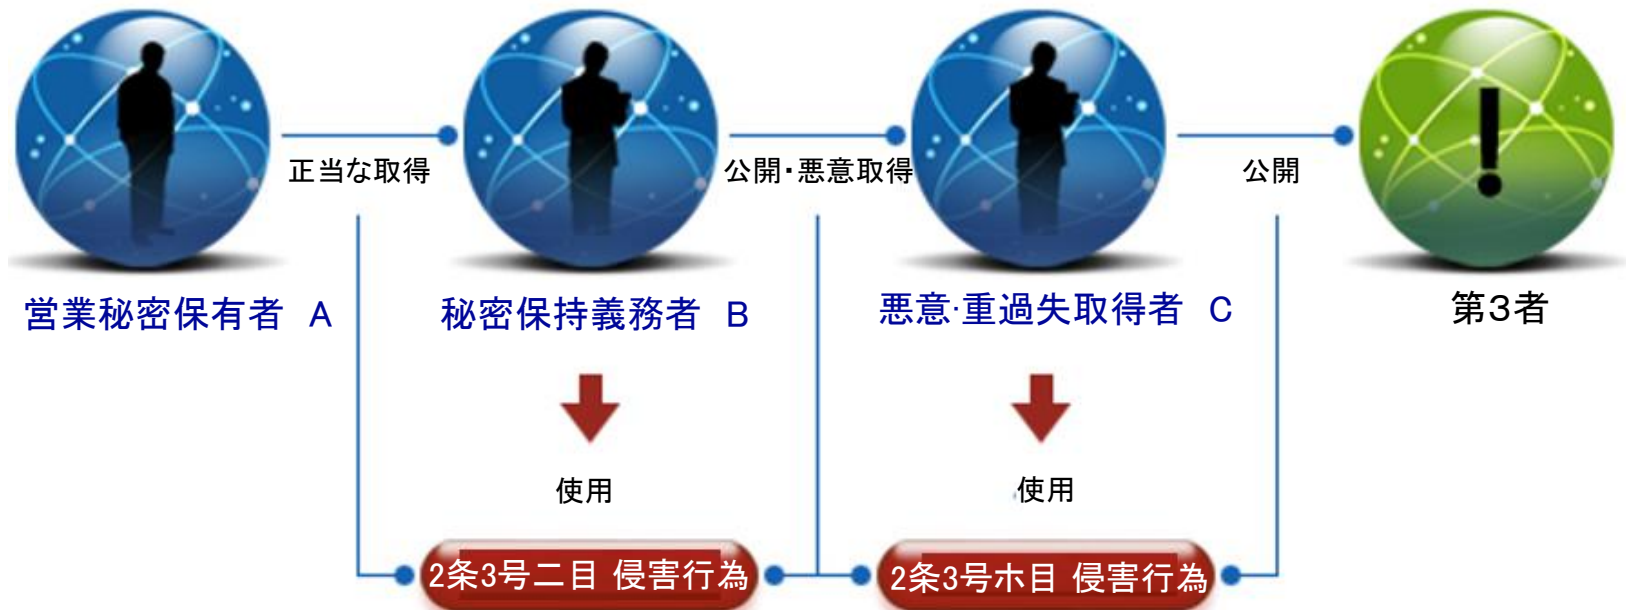 正当な取得
公開・悪意取得
公開
営業秘密保有者　A
秘密保持義務者　B
悪意·重過失取得者　C
第3者
使用
使用
2条3号ニ目 侵害行為
2条3号ホ目 侵害行為